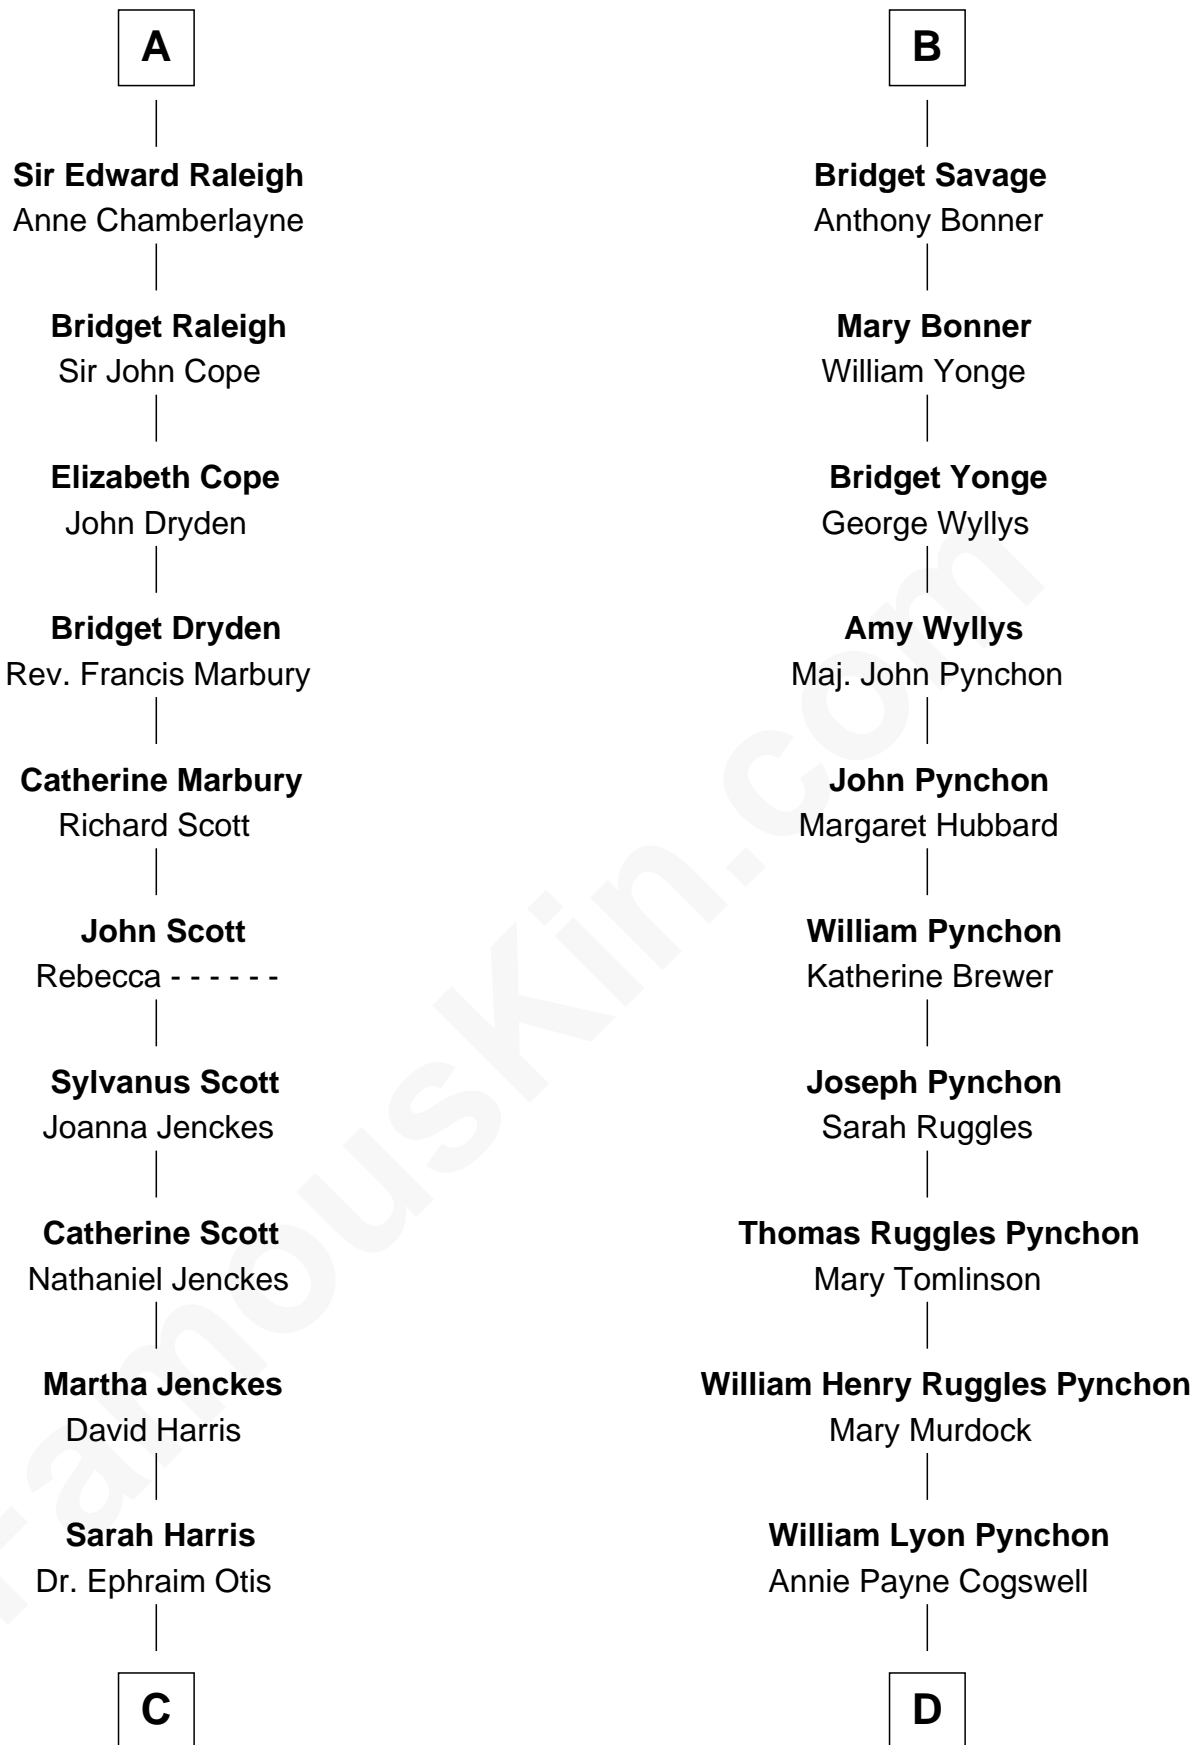 A
Sir Edward Raleigh
Anne Chamberlayne
Bridget Raleigh
Sir John Cope
Elizabeth Cope
John Dryden
Bridget Dryden
Rev. Francis Marbury
Catherine Marbury
Richard Scott
John Scott
Rebecca - - - - - -
Sylvanus Scott
Joanna Jenckes
Catherine Scott
Nathaniel Jenckes
Martha Jenckes
David Harris
Sarah Harris
Dr. Ephraim Otis
C
B
Bridget Savage
Anthony Bonner
Mary Bonner
William Yonge
Bridget Yonge
George Wyllys
Amy Wyllys
Maj. John Pynchon
John Pynchon
Margaret Hubbard
William Pynchon
Katherine Brewer
Joseph Pynchon
Sarah Ruggles
Thomas Ruggles Pynchon
Mary Tomlinson
William Henry Ruggles Pynchon
Mary Murdock
William Lyon Pynchon
Annie Payne Cogswell
D
FamousKin.com